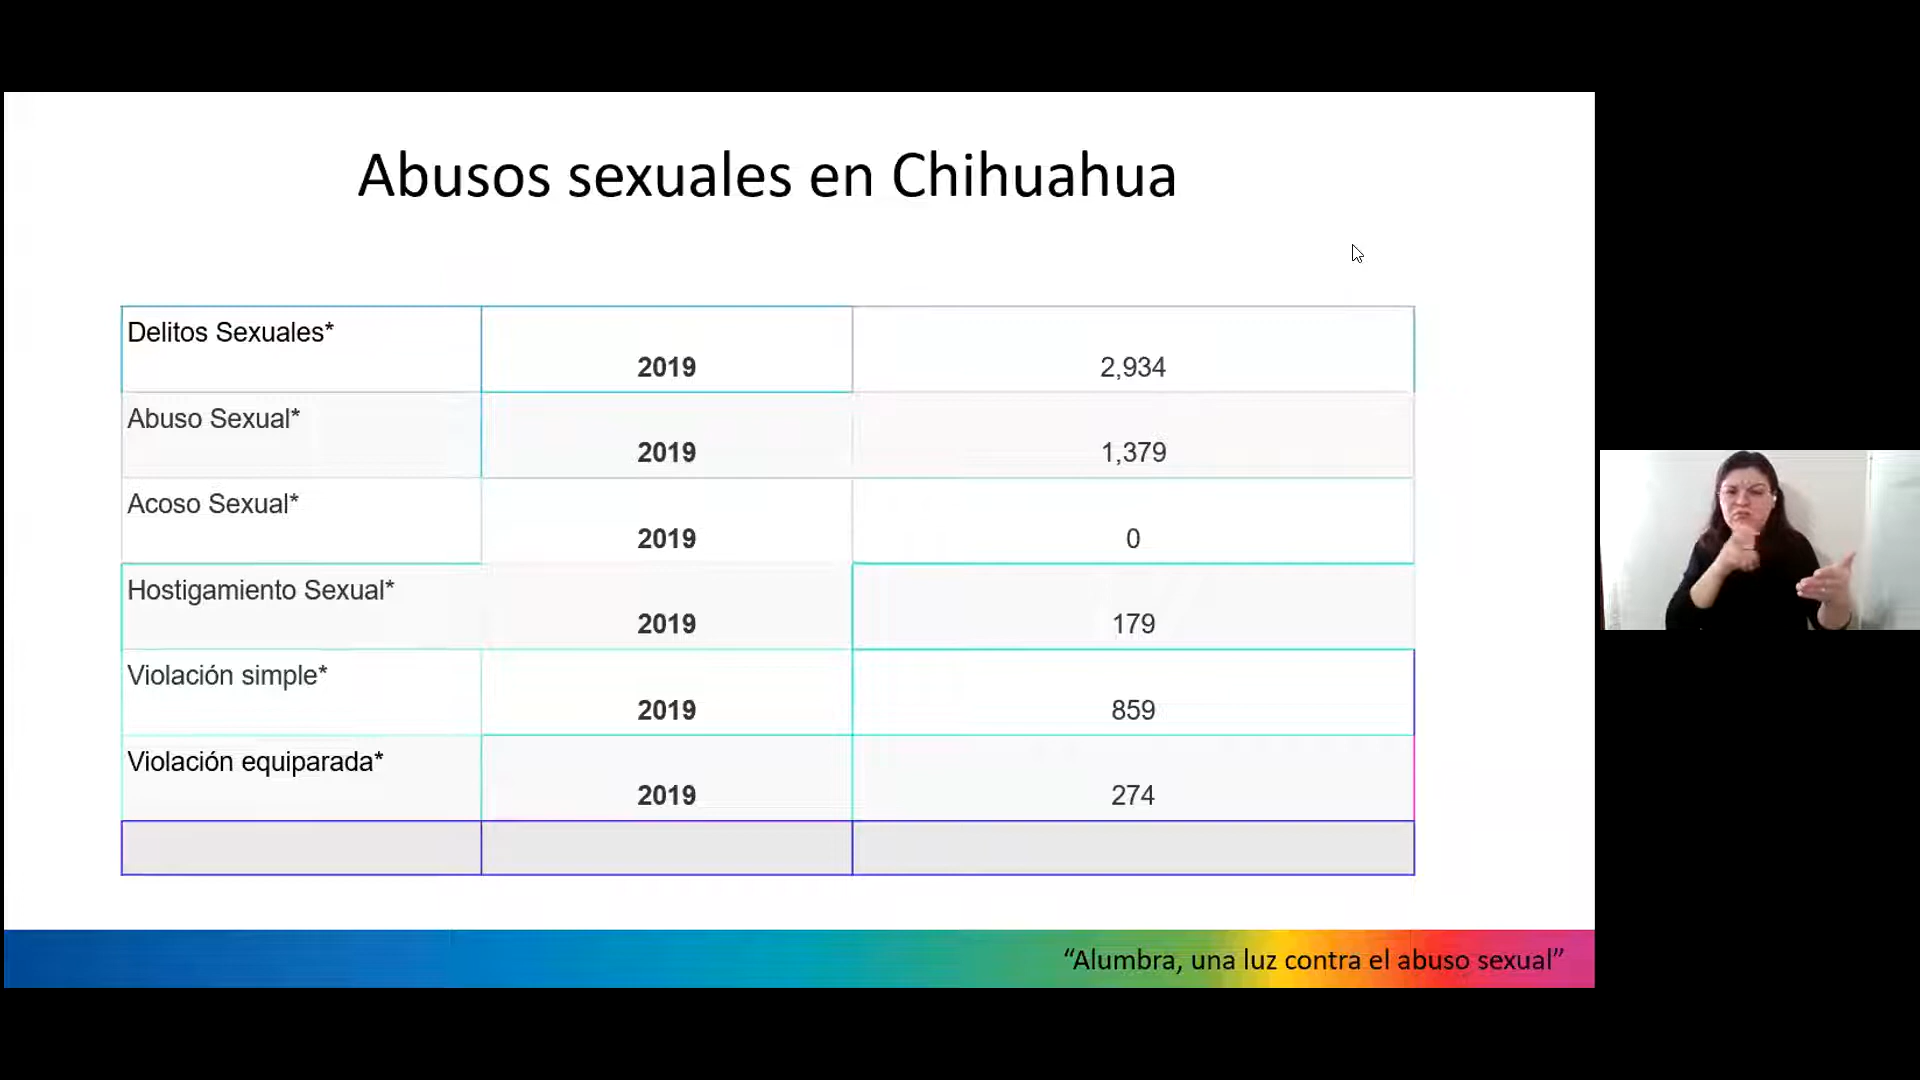 Abusos sexuales en Chihuahua
Delitos Sexuales*
2019
2,934
Abuso Sexual*
2019
1,379
Acoso Sexual*
2019
0
Hostigamiento Sexual*
2019
179
Violación simple*
2019
859
Violación equiparada*
2019
274
“Alumbra, una luz contra el abuso sexual”